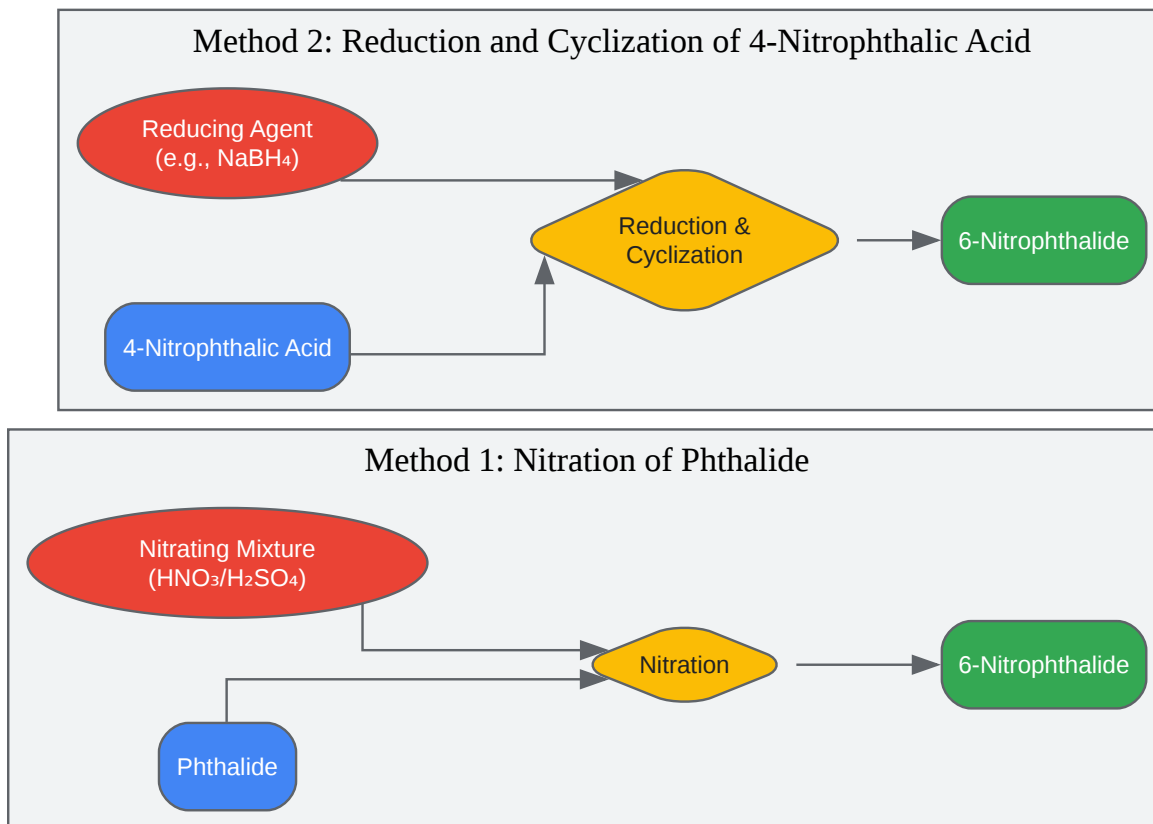 Method 2: Reduction and Cyclization of 4-Nitrophthalic Acid
Reducing Agent
(e.g., NaBH₄)
Reduction &
Cyclization
6-Nitrophthalide
4-Nitrophthalic Acid
Method 1: Nitration of Phthalide
Nitrating Mixture
(HNO₃/H₂SO₄)
Nitration
6-Nitrophthalide
Phthalide